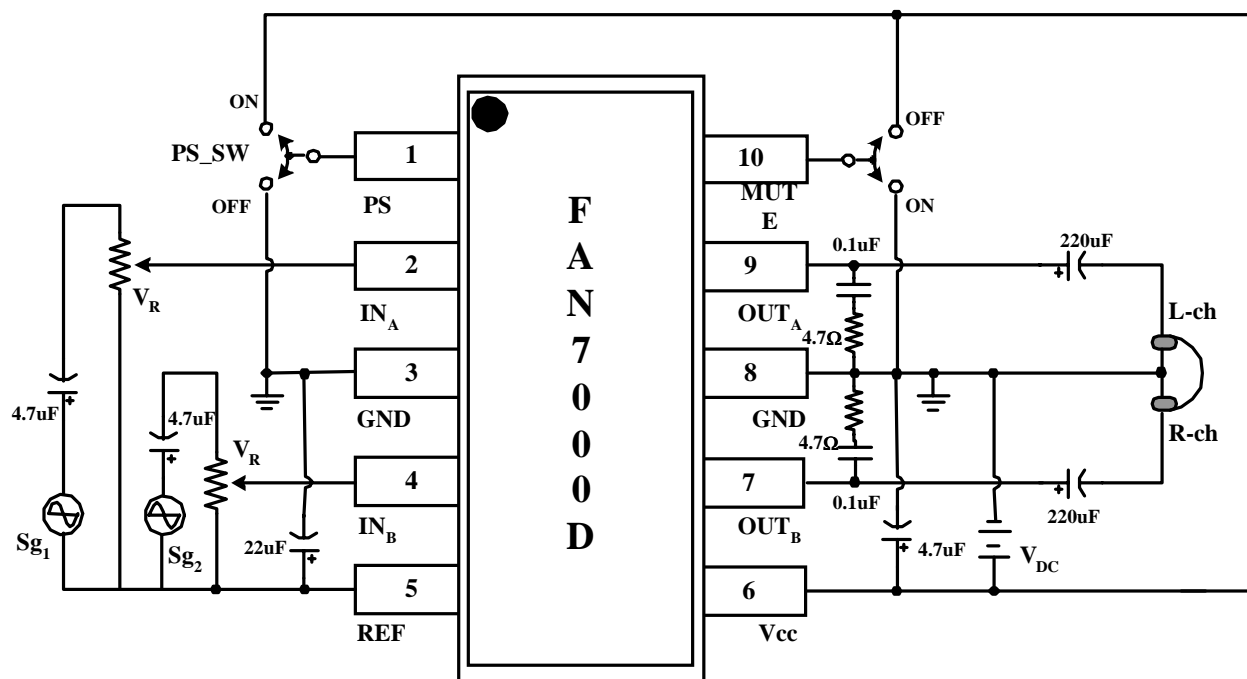 ON
OFF
PS_SW
1
10
OFF
PS
MUT
E
ON
F
A
N
7
0
0
0
D
2
9
0.1uF
220uF
V_R
IN_A
OUT_A
L-ch
4.7Ω
3
8
4.7uF
4.7uF
GND
GND
R-ch
V_R
4.7Ω
4
7
0.1uF
220uF
Sg_1
Sg_2
IN_B
OUT_B
22uF
4.7uF
V_DC
5
6
REF
Vcc